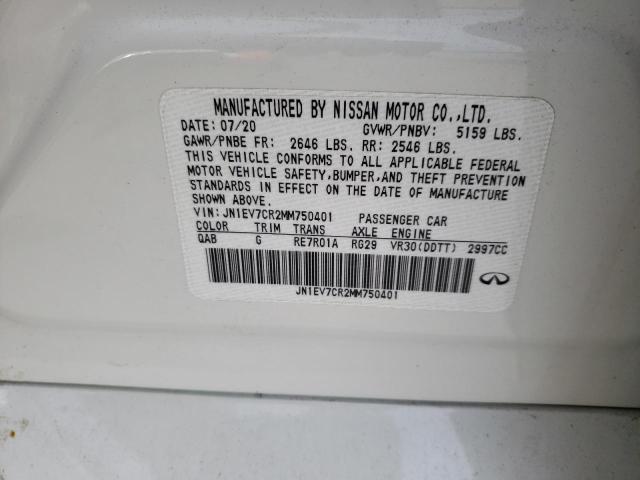 MANUFACTURED BY NISSAN MOTOR CO.,LTD.
DATE: 07/20 GVWR/PNBV: 5159 LBS.
GAWR/PNBE FR: 2646 LBS. RR: 2546 LBS.
THIS VEHICLE CONFORMS TO ALL APPLICABLE FEDERAL
MOTOR VEHICLE SAFETY,BUMPER,AND THEFT PREVENTION
STANDARDS IN EFFECT ON THE DATE OF MANUFACTURE
SHOWN ABOVE.
VIN: JN1EV7CR2MM750401 PASSENGER CAR
COLOR TRIM TRANS AXLE ENGINE
QAB G RE7R01A RG29 VR30(DDTT) 2997CC
JN1EV7CR2MM750401